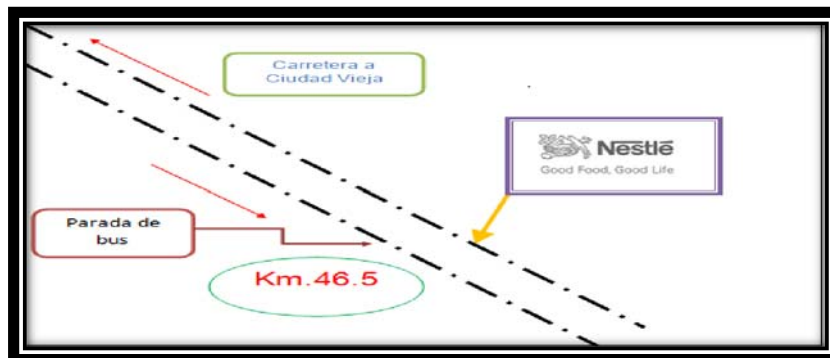 Carretera a
Ciudad Vieja
Nestlé
Good Food, Good Life
Parada de
bus
Km.46.5